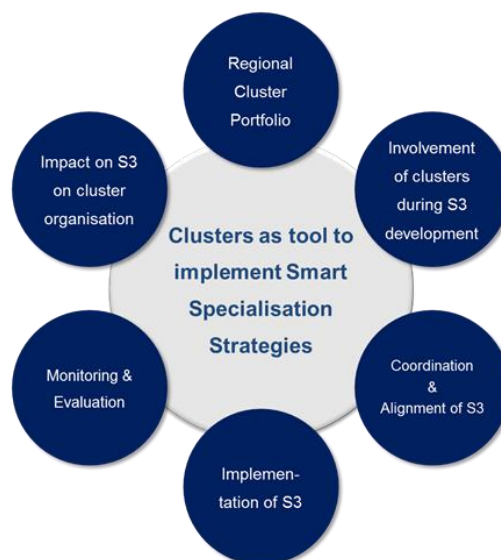 Regional
Cluster
Portfolio
Involvement
of clusters
during S3
development
Coordination
&
Alignment of S3
Implemen-
tation of S3
Monitoring &
Evaluation
Impact on S3
on cluster
organisation
Clusters as tool to
implement Smart
Specialisation
Strategies